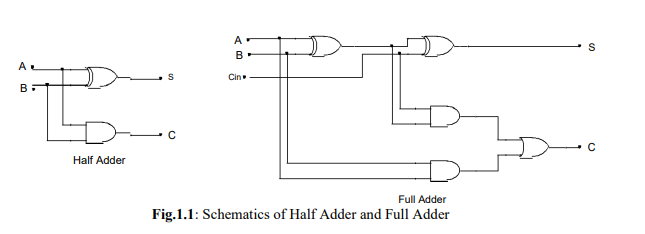 A
B
S
C
Half Adder
A
B
Cin
S
C
Full Adder
Fig.1.1: Schematics of Half Adder and Full Adder